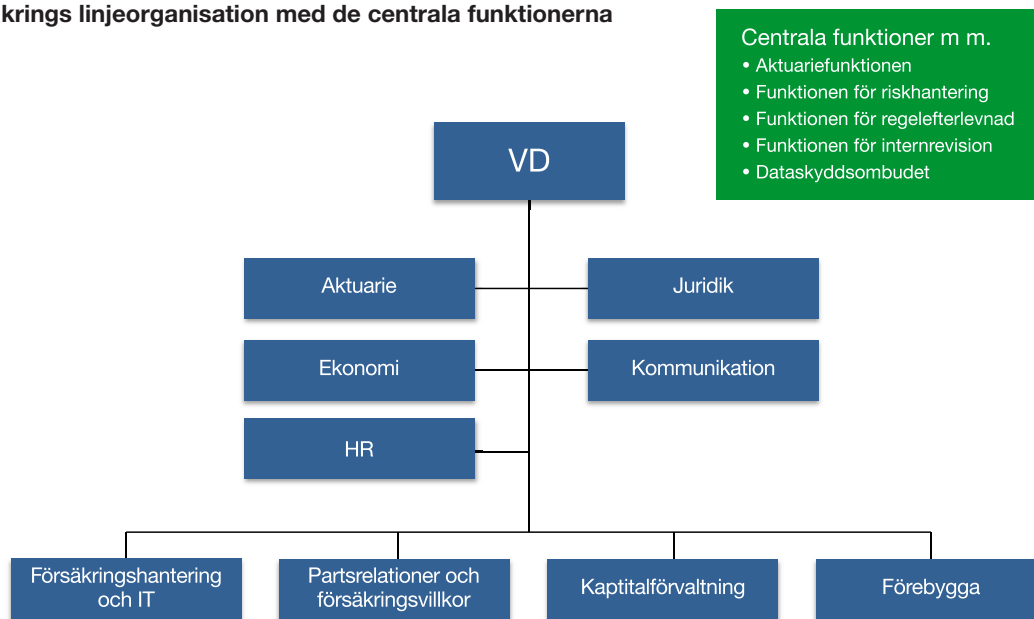 krings linjeorganisation med de centrala funktionerna
Centrala funktioner m m.
• Aktuariefunktionen
• Funktionen för riskhantering
• Funktionen för regelefterlevnad
• Funktionen för internrevision
• Dataskyddsombudet
VD
Aktuarie
Juridik
Ekonomi
Kommunikation
HR
Försäkringshantering
och IT
Partsrelationer och
försäkringsvillkor
Kaptitalförvaltning
Förebygga